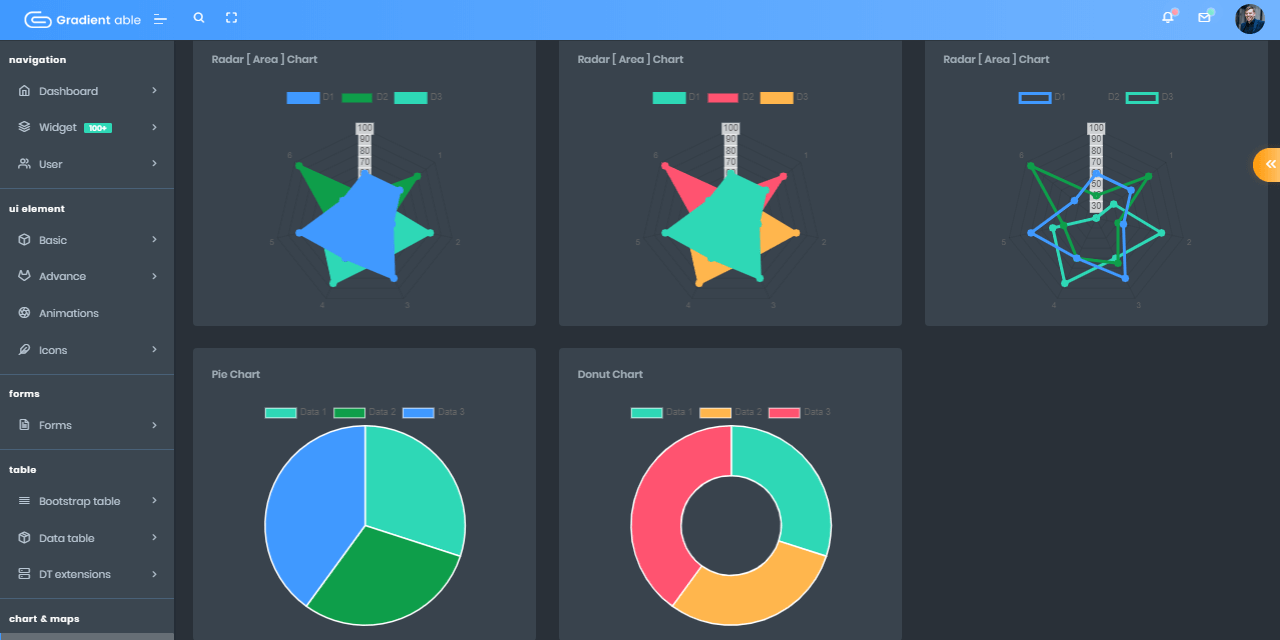 Gradient able
navigation
Dashboard
Widget 100+
User
ui element
Basic
Advance
Animations
Icons
forms
Forms
table
Bootstrap table
Data table
DT extensions
chart & maps
Radar [ Area ] Chart
D1 D2 D3
100
90
80
70
6 1
5 2
4 3
Radar [ Area ] Chart
D1 D2 D3
100
90
80
70
6 1
5 2
4 3
Radar [ Area ] Chart
D1 D2 D3
100
90
80
70
50
30
6 1
5 2
4 3
Pie Chart
Data 1 Data 2 Data 3
Donut Chart
Data 1 Data 2 Data 3